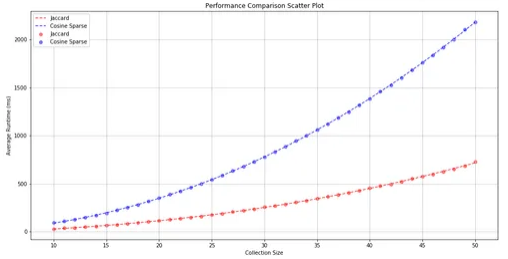 Performance Comparison Scatter Plot
Jaccard
Cosine Sparse
Jaccard
Cosine Sparse
Average Runtime (ms)
2000
1500
1000
500
0
10 15 20 25 30 35 40 45 50
Collection Size